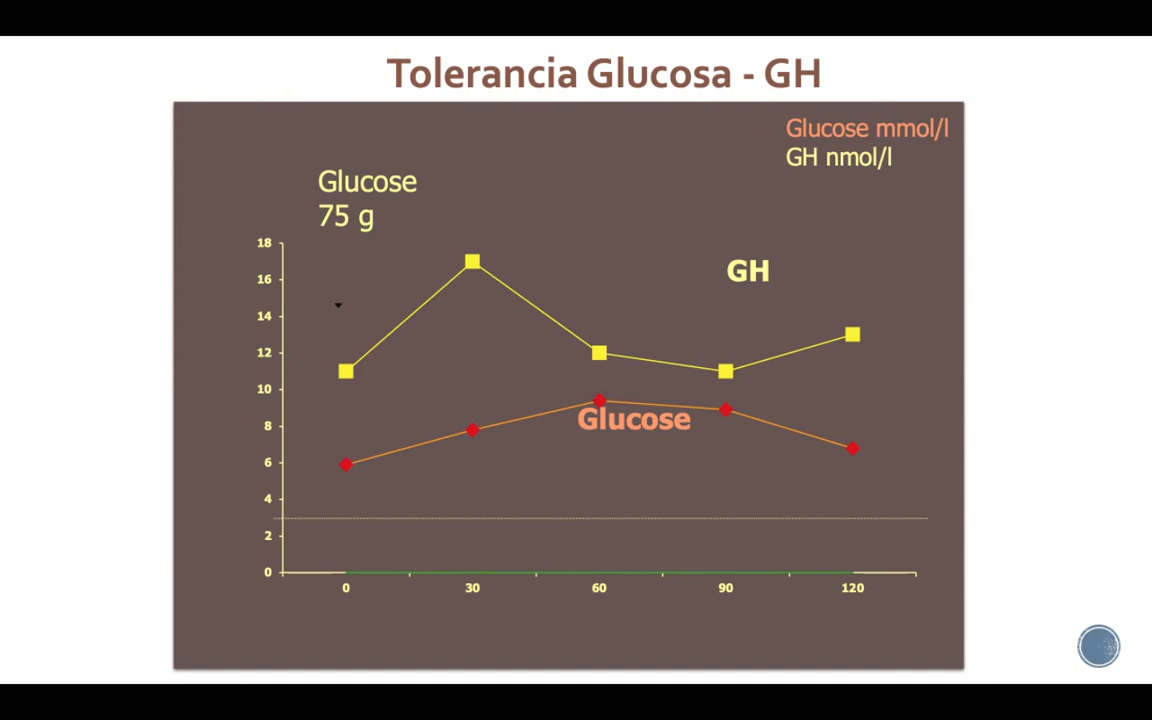 Tolerancia Glucosa - GH
Glucose mmol/l
GH nmol/l
Glucose
75 g
18
16
14
12
10
8
6
4
2
0
GH
Glucose
0 30 60 90 120